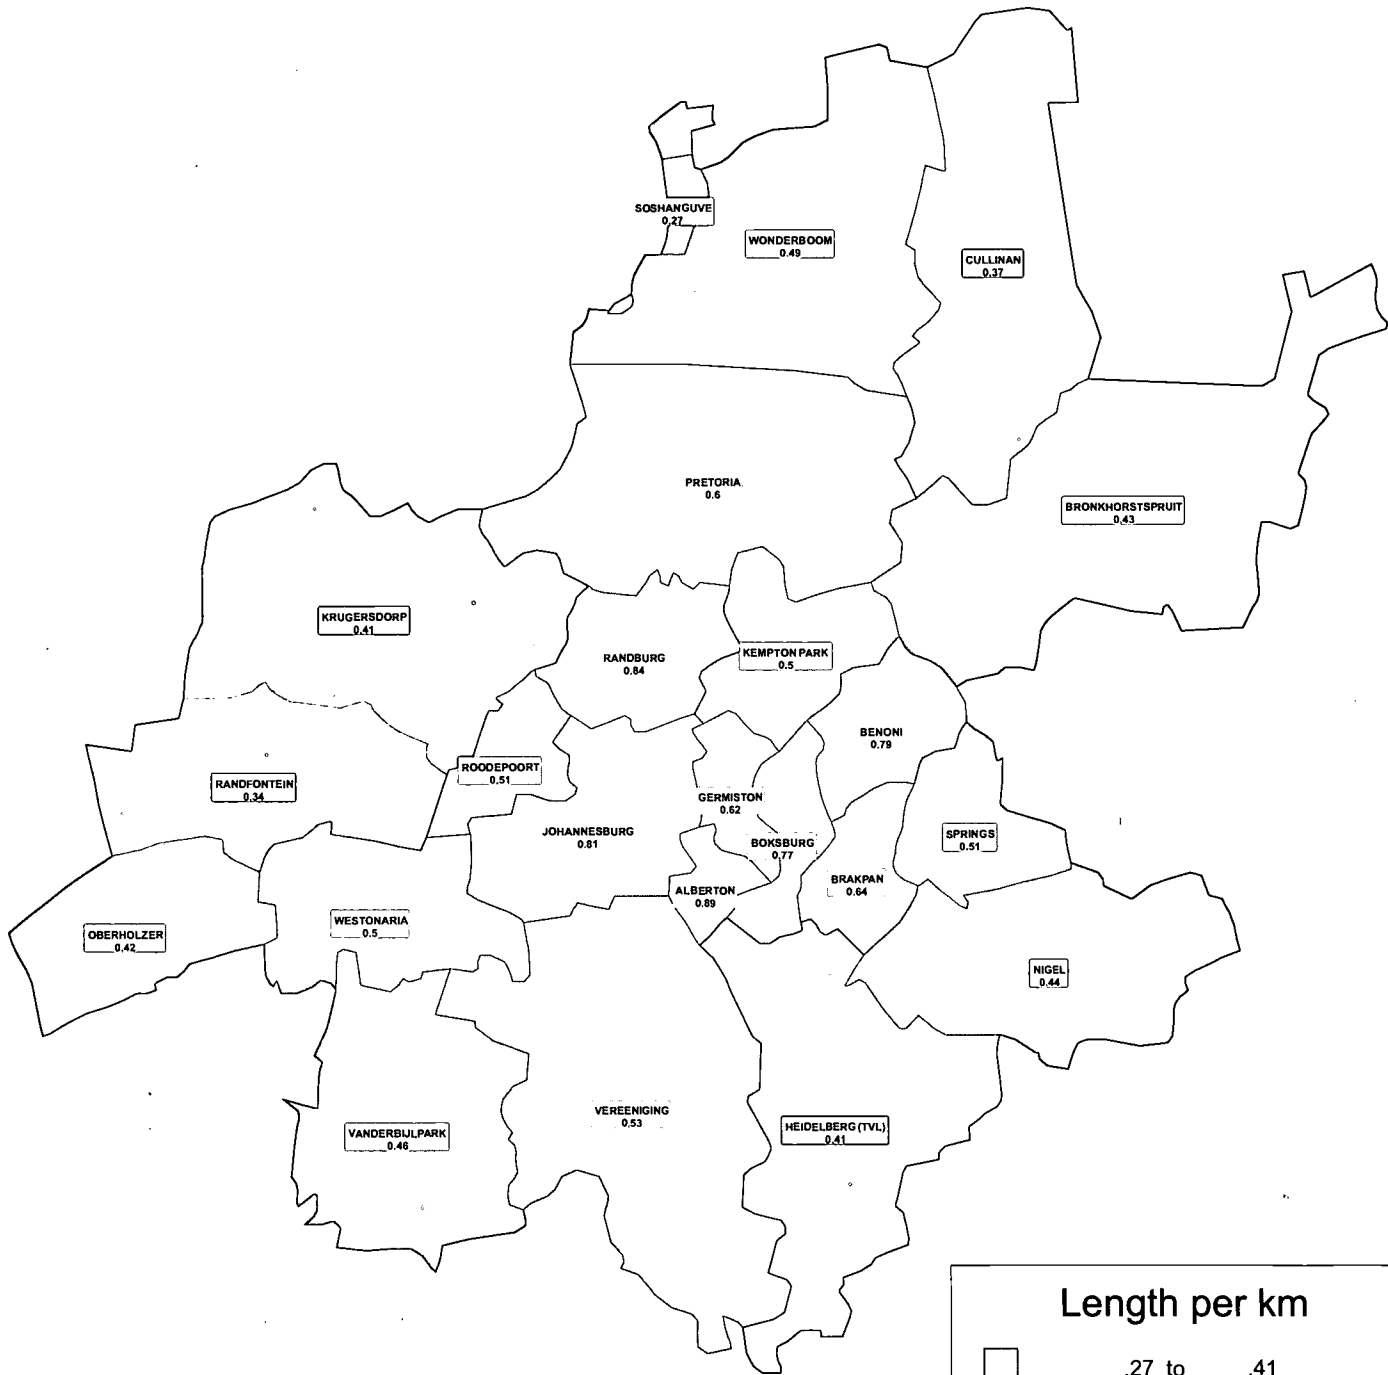 SOSHANGUVE
0.27
WONDERBOOM
0.49
CULLINAN
0.37
PRETORIA
0.6
BRONKHORSTSPRUIT
0.43
KRUGERSDORP
0.41
RANDBURG
0.84
KEMPTON PARK
0.5
BENONI
0.79
ROODEPOORT
0.51
RANDFONTEIN
0.34
GERMISTON
0.62
JOHANNESBURG
0.81
BOKSBURG
0.77
SPRINGS
0.51
BRAKPAN
0.64
ALBERTON
0.89
WESTONARIA
0.5
OBERHOLZER
0.42
NIGEL
0.44
VEREENIGING
0.53
HEIDELBERG (TVL)
0.41
VANDERBIJLPARK
0.46
Length per km
.27 to .41